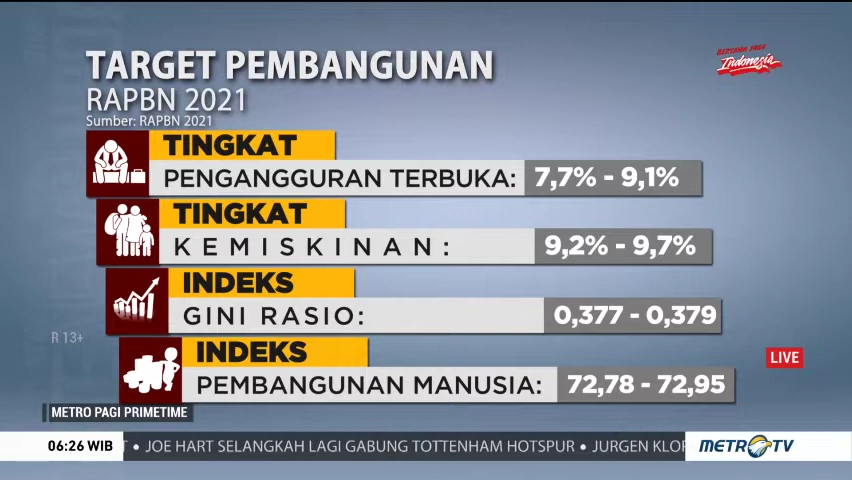 TARGET PEMBANGUNAN
RAPBN 2021
Sumber: RAPBN 2021
BERSAMA JAGA
Indonesia
TINGKAT
PENGANGGURAN TERBUKA: 7,7% - 9,1%
TINGKAT
KEMISKINAN: 9,2% - 9,7%
INDEKS
GINI RASIO: 0,377 - 0,379
R 13+
INDEKS
PEMBANGUNAN MANUSIA: 72,78 - 72,95
LIVE
METRO PAGI PRIMETIME
06:26 WIB T • JOE HART SELANGKAH LAGI GABUNG TOTTENHAM HOTSPUR • JURGEN KLOP METRO TV